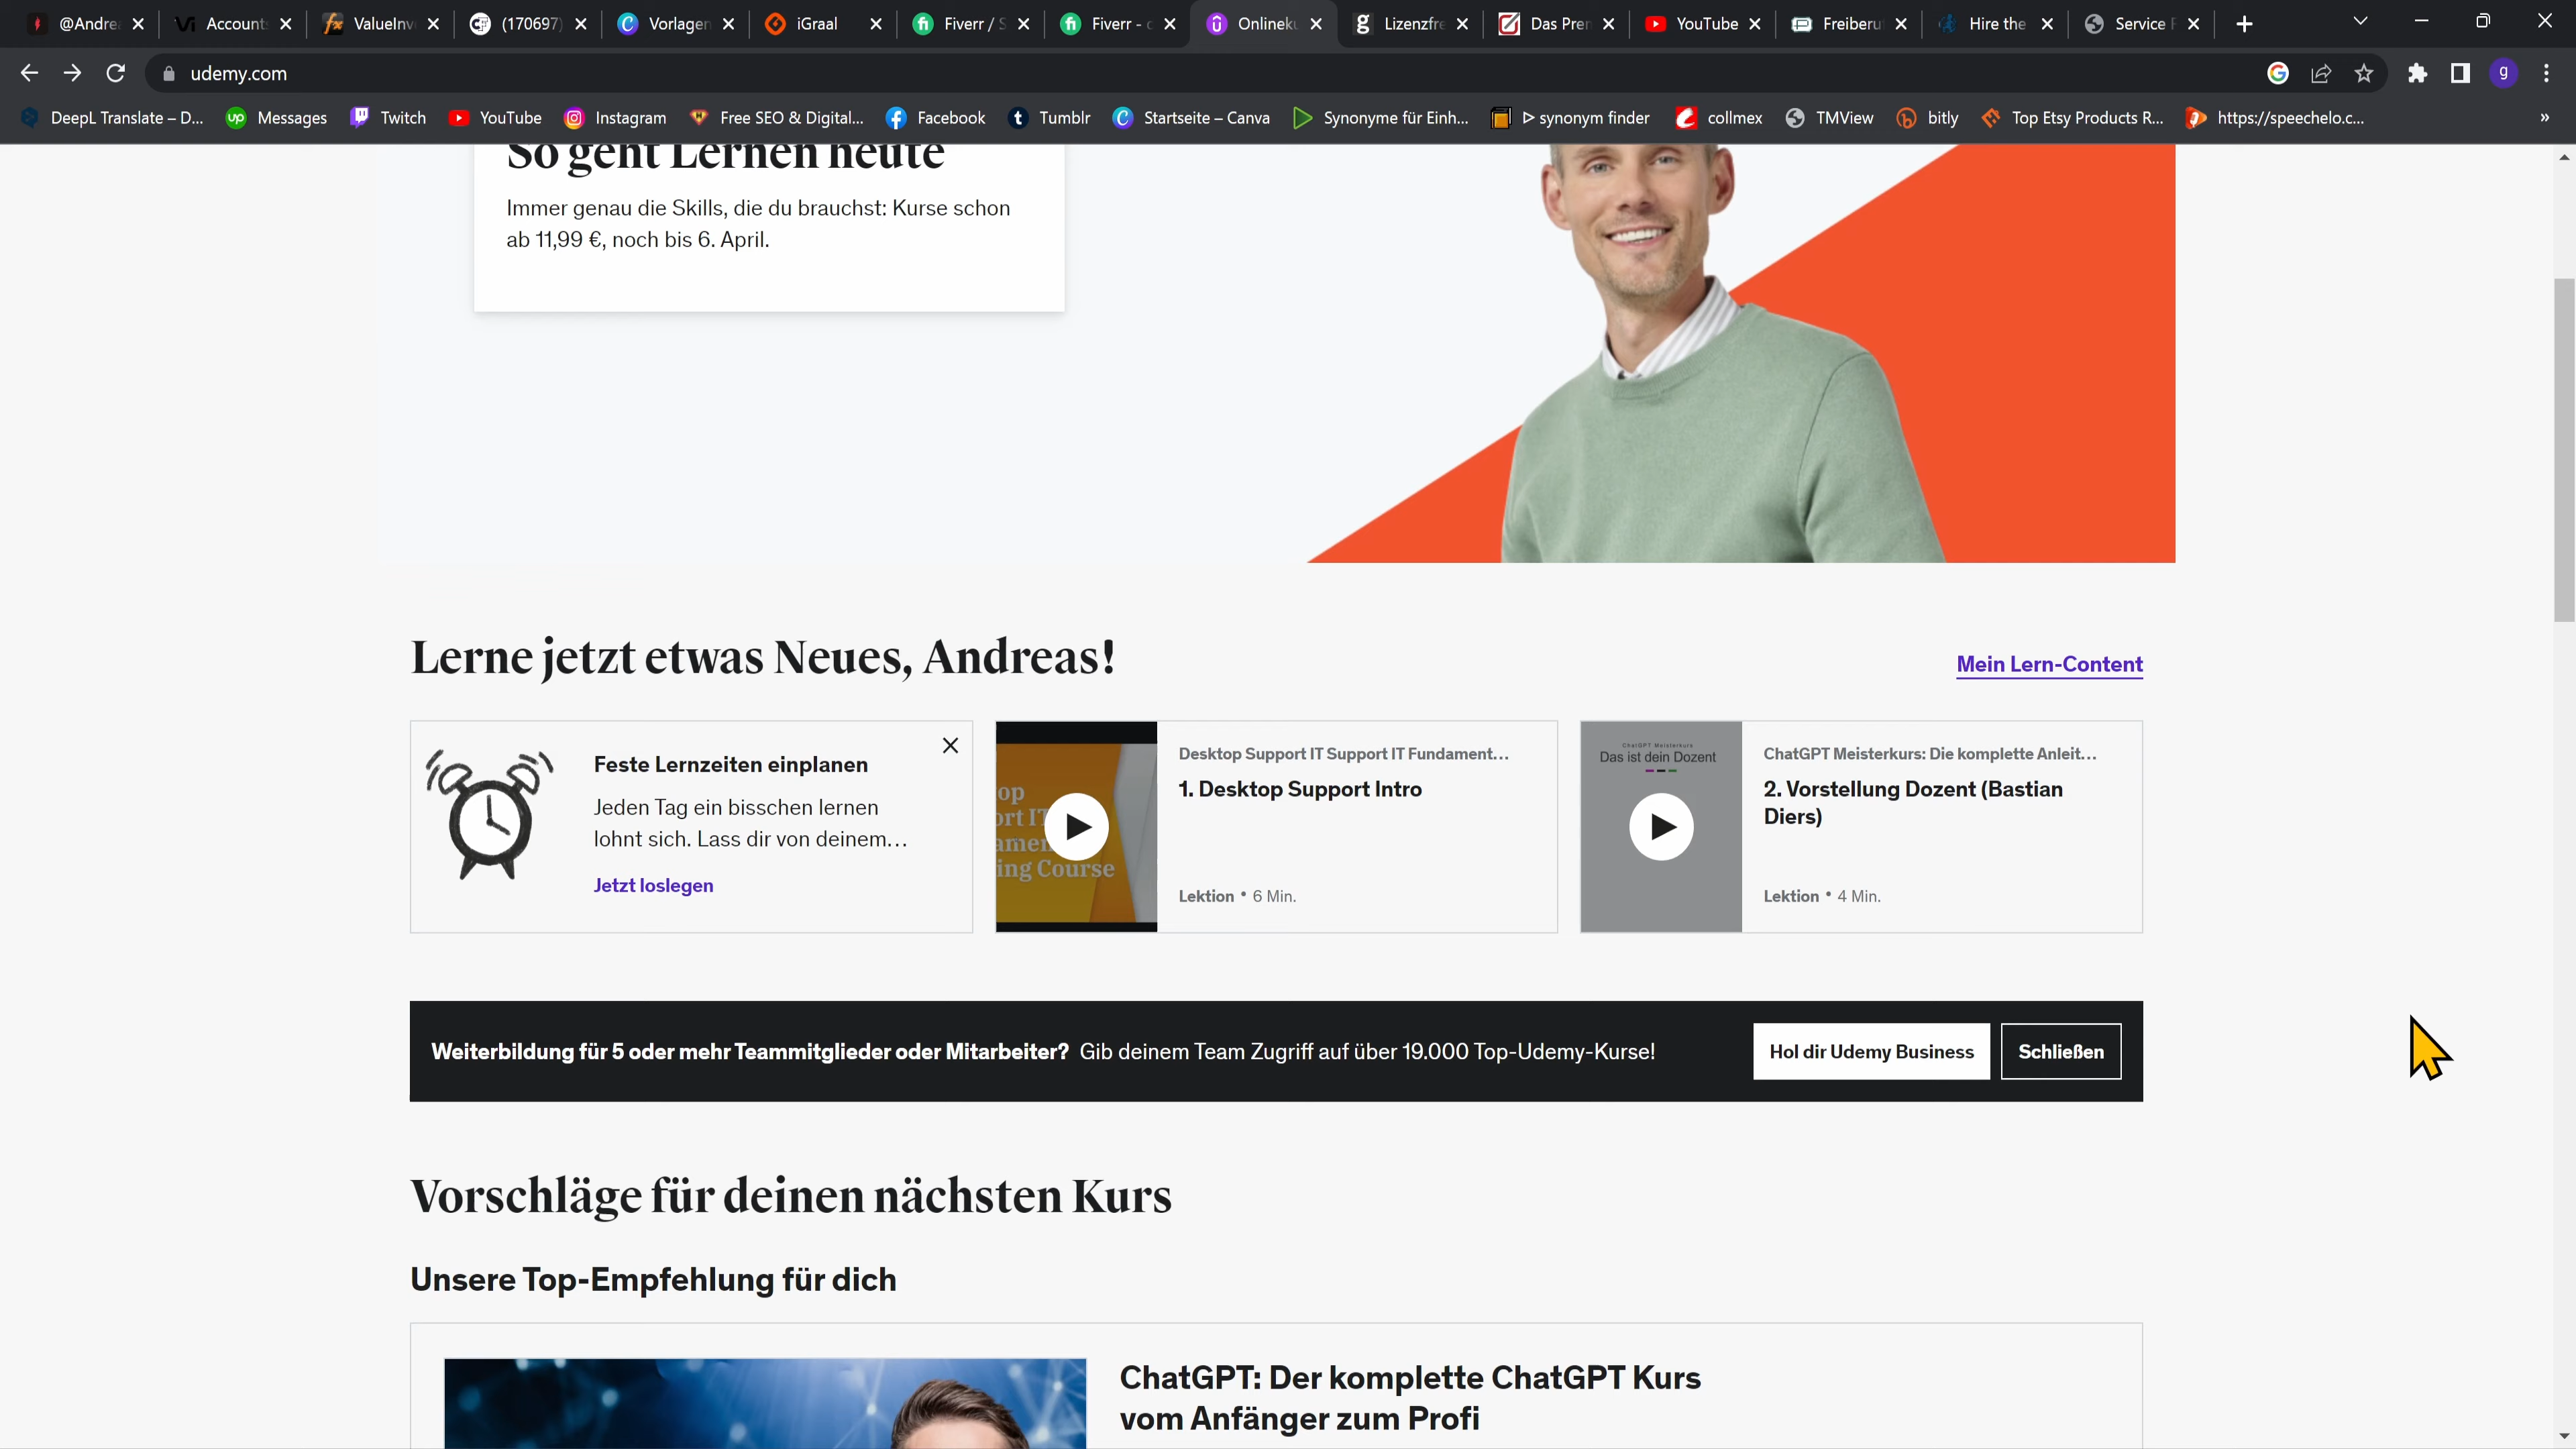 @Andrea
Accounts
ValueInv
(170697)
Vorlagen
iGraal
Fiverr / S
Fiverr - c
Onlineku
Lizenzfre
Das Pren
YouTube
Freiberuf
Hire the
Service F
udemy.com
g
DeepL Translate – D...
Messages
Twitch
YouTube
Instagram
Free SEO & Digital...
Facebook
Tumblr
Startseite – Canva
Synonyme für Einh...
ᐅ synonym finder
collmex
TMView
bitly
Top Etsy Products R...
https://speechelo.c...
»
So geht Lernen heute
Immer genau die Skills, die du brauchst: Kurse schon
ab 11,99 €, noch bis 6. April.
Lerne jetzt etwas Neues, Andreas!
Mein Lern-Content
Feste Lernzeiten einplanen
Jeden Tag ein bisschen lernen
lohnt sich. Lass dir von deinem...
Jetzt loslegen
op
ort IT
amen
ing Course
Desktop Support IT Support IT Fundament...
1. Desktop Support Intro
Lektion • 6 Min.
ChatGPT Meisterkurs
Das ist dein Dozent
ChatGPT Meisterkurs: Die komplette Anleit...
2. Vorstellung Dozent (Bastian
Diers)
Lektion • 4 Min.
Weiterbildung für 5 oder mehr Teammitglieder oder Mitarbeiter? Gib deinem Team Zugriff auf über 19.000 Top-Udemy-Kurse!
Hol dir Udemy Business
Schließen
Vorschläge für deinen nächsten Kurs
Unsere Top-Empfehlung für dich
ChatGPT: Der komplette ChatGPT Kurs
vom Anfänger zum Profi